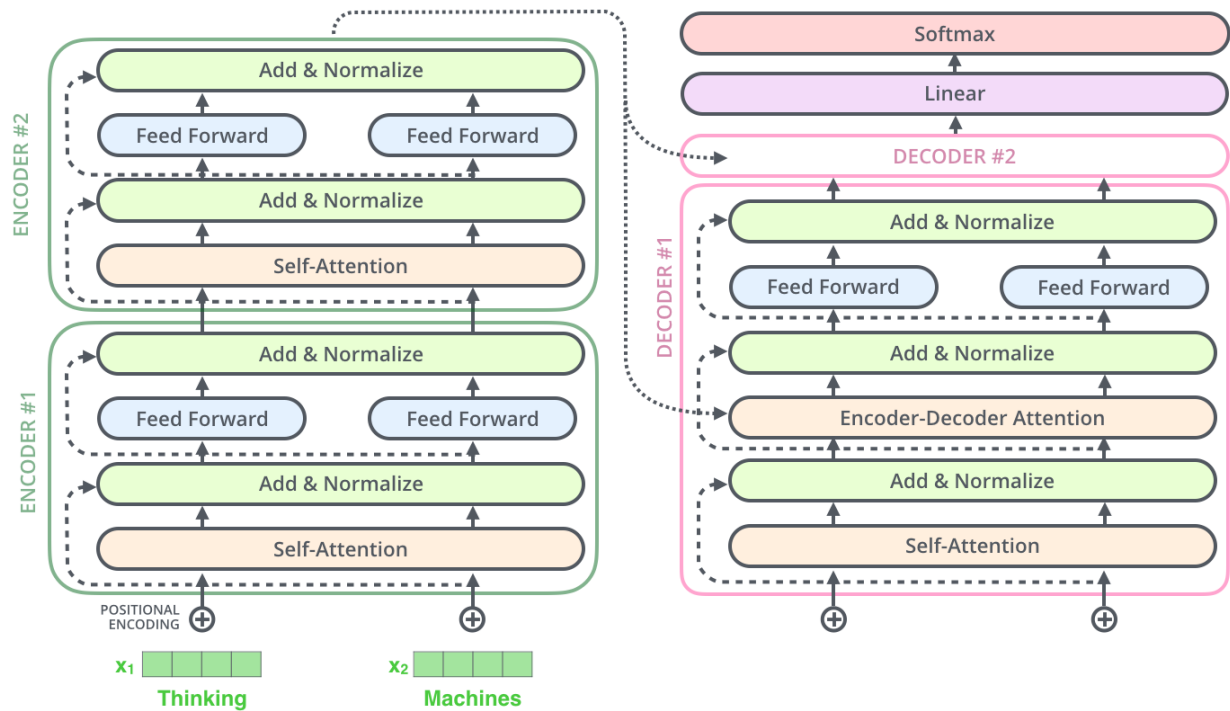 ENCODER #2
Add & Normalize
Feed Forward
Feed Forward
Add & Normalize
Self-Attention
ENCODER #1
Add & Normalize
Feed Forward
Feed Forward
Add & Normalize
Self-Attention
POSITIONAL
ENCODING
x₁
x₂
Thinking
Machines
Softmax
Linear
DECODER #2
DECODER #1
Add & Normalize
Feed Forward
Feed Forward
Add & Normalize
Encoder-Decoder Attention
Add & Normalize
Self-Attention